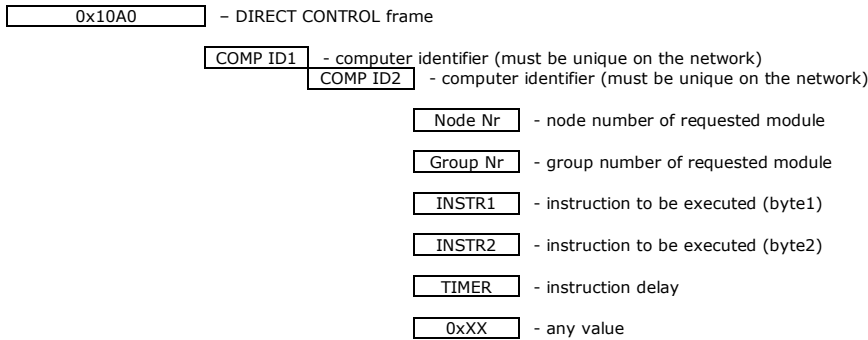 0x10A0 – DIRECT CONTROL frame
COMP ID1 - computer identifier (must be unique on the network)
COMP ID2 - computer identifier (must be unique on the network)
Node Nr - node number of requested module
Group Nr - group number of requested module
INSTR1 - instruction to be executed (byte1)
INSTR2 - instruction to be executed (byte2)
TIMER - instruction delay
0xXX - any value